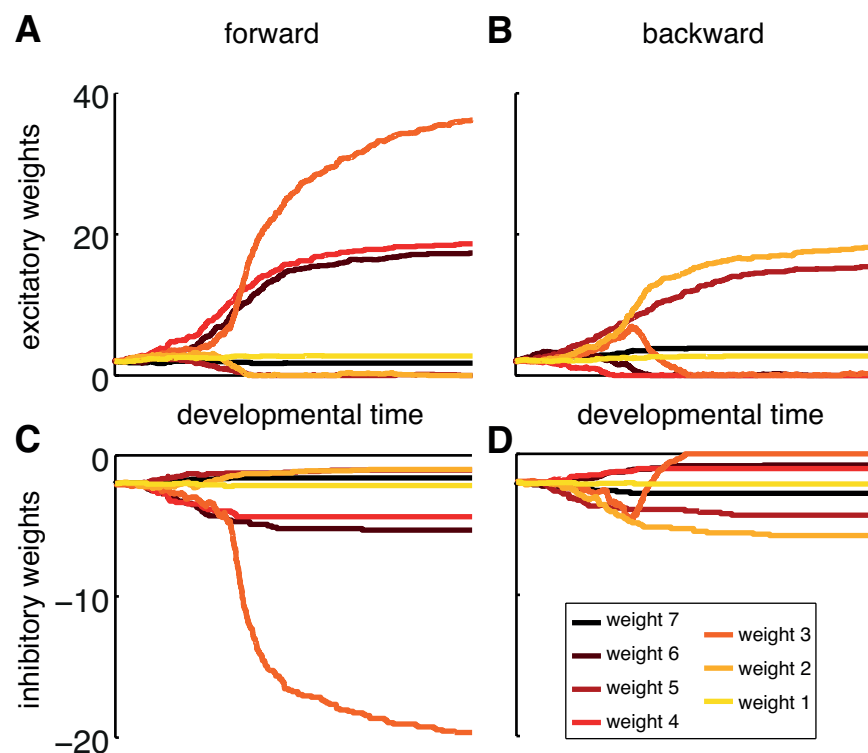 A forward B backward
excitatory weights
40
20
0 0
developmental time developmental time
C D
inhibitory weights
0
−10
−20
weight 7
weight 6
weight 5
weight 4
weight 3
weight 2
weight 1